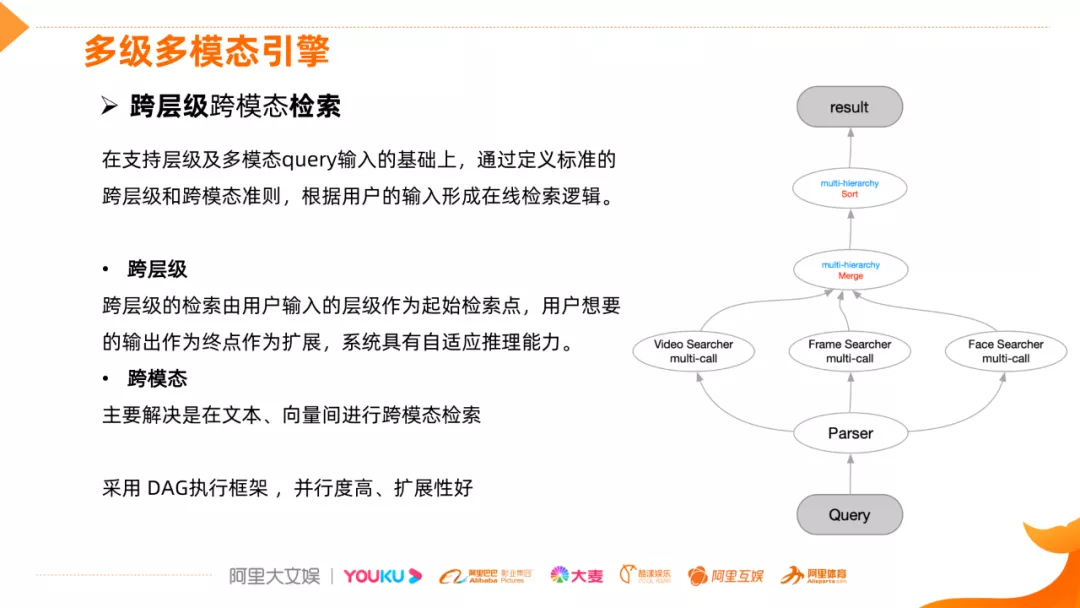 多级多模态引擎
➢ 跨层级跨模态检索
在支持层级及多模态query输入的基础上，通过定义标准的
跨层级和跨模态准则，根据用户的输入形成在线检索逻辑。
• 跨层级
跨层级的检索由用户输入的层级作为起始检索点，用户想要
的输出作为终点作为扩展，系统具有自适应推理能力。
• 跨模态
主要解决是在文本、向量间进行跨模态检索
采用 DAG执行框架 ，并行度高、扩展性好
result
multi-hierarchy
Sort
multi-hierarchy
Merge
Video Searcher
multi-call
Frame Searcher
multi-call
Face Searcher
multi-call
Parser
Query
阿里大文娱
YOUKU
阿里巴巴 影业集团
Alibaba Pictures
大麦
阿里互娱
阿里体育
Alisports.com